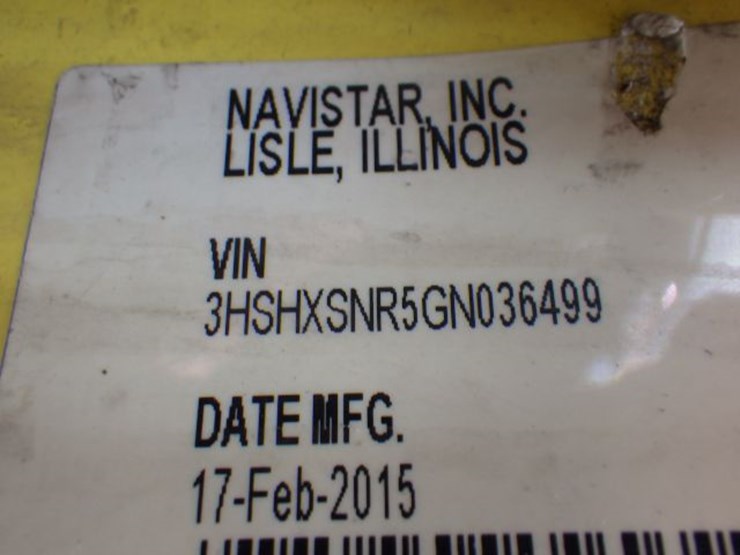 NAVISTAR, INC.
LISLE, ILLINOIS
VIN
3HSHXSNR5GN036499
DATE MFG.
17-Feb-2015